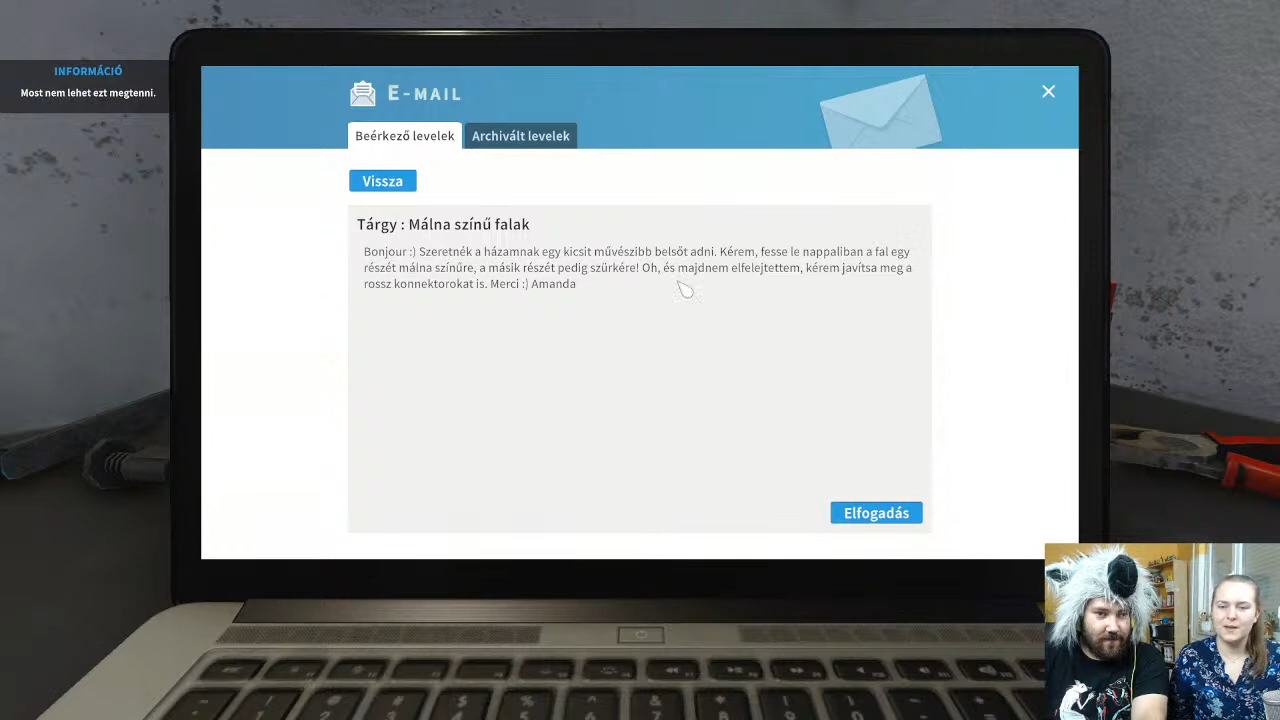 INFORMÁCIÓ
Most nem lehet ezt megtenni.
E-MAIL
Beérkező levelek
Archivált levelek
Vissza
Tárgy : Málna színű falak
Bonjour :) Szeretnék a házamnak egy kicsit művészibb belsőt adni. Kérem, fesse le nappaliban a fal egy
részét málna színűre, a másik részét pedig szürkére! Oh, és majdnem elfelejtettem, kérem javítsa meg a
rossz konnektorokat is. Merci :) Amanda
Elfogadás